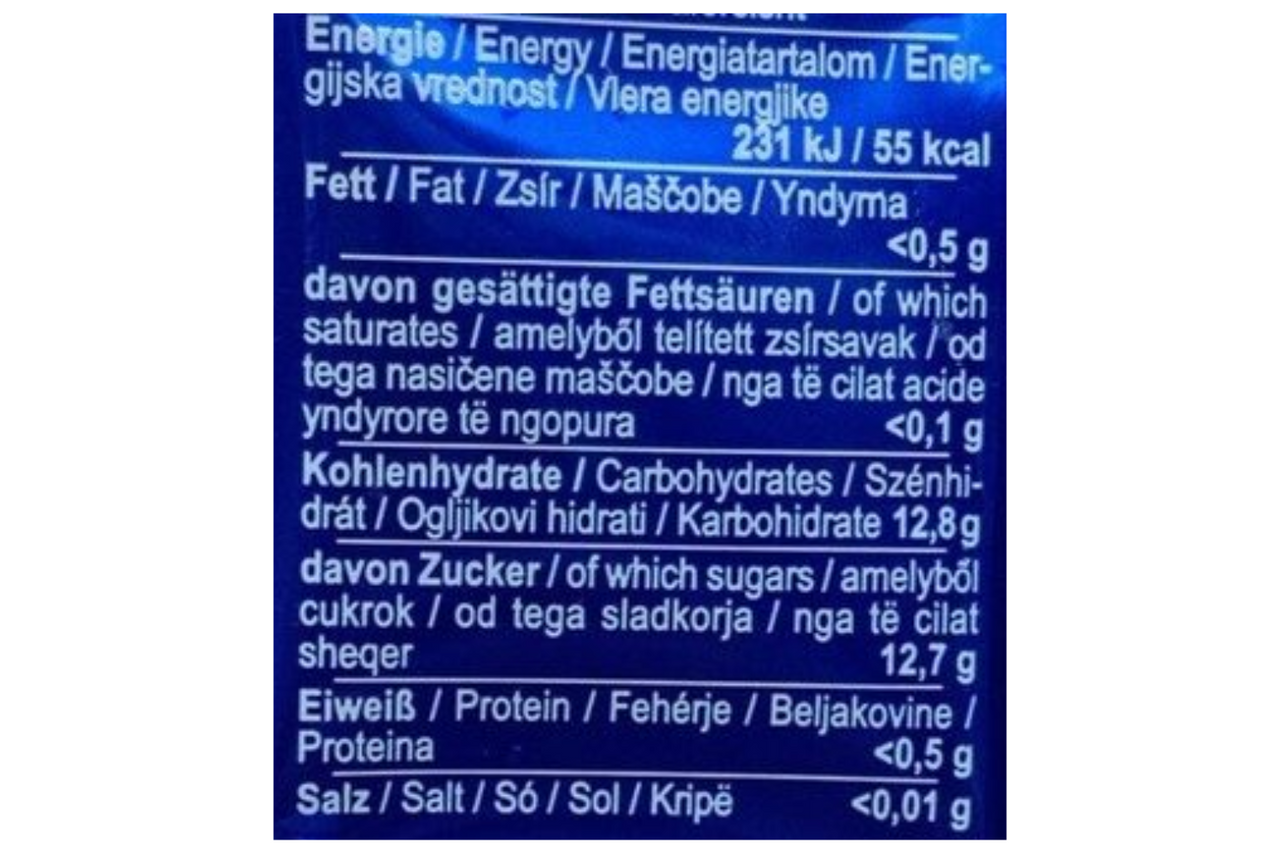 Energie / Energy / Energiatartalom / Ener-
gijska vrednost / Vlera energjike
231 kJ / 55 kcal
Fett / Fat / Zsír / Maščobe / Yndyrna
<0,5 g
davon gesättigte Fettsäuren / of which
saturates / amelyből telített zsírsavak / od
tega nasičene maščobe / nga të cilat acide
yndyrore të ngopura <0,1 g
Kohlenhydrate / Carbohydrates / Szénhi-
drát / Ogljikovi hidrati / Karbohidrate 12,8g
davon Zucker / of which sugars / amelyből
cukrok / od tega sladkorja / nga të cilat
sheqer 12,7 g
Eiweiß / Protein / Fehérje / Beljakovine /
Proteina <0,5 g
Salz / Salt / Só / Sol / Kripë <0,01 g